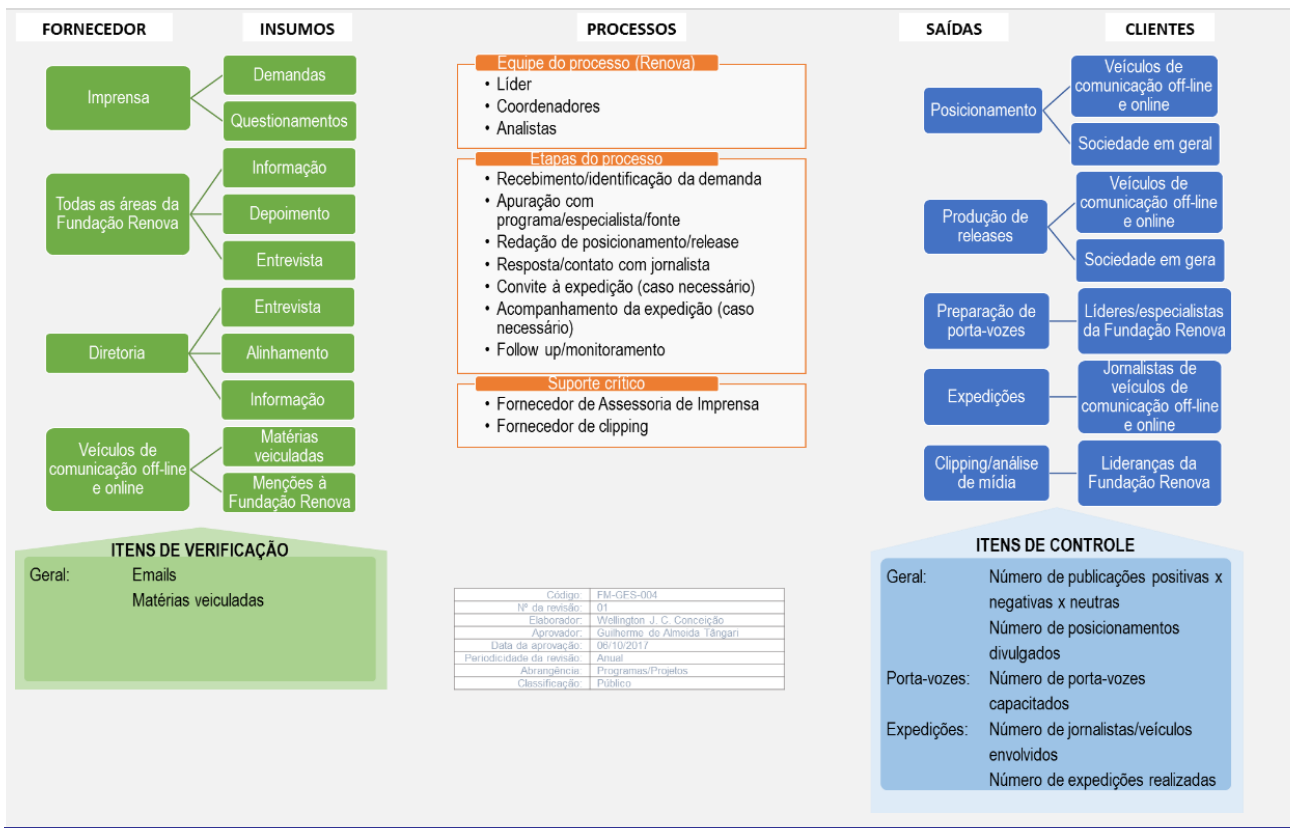 FORNECEDOR
INSUMOS
PROCESSOS
SAÍDAS
CLIENTES
Imprensa
Demandas
Questionamentos
Todas as áreas da
Fundação Renova
Informação
Depoimento
Entrevista
Diretoria
Entrevista
Alinhamento
Informação
Veículos de
comunicação off-line
e online
Matérias
veiculadas
Menções à
Fundação Renova
ITENS DE VERIFICAÇÃO
Geral: Emails
Matérias veiculadas
Equipe do processo (Renova)
• Líder
• Coordenadores
• Analistas
Etapas do processo
• Recebimento/identificação da demanda
• Apuração com
programa/especialista/fonte
• Redação de posicionamento/release
• Resposta/contato com jornalista
• Convite à expedição (caso necessário)
• Acompanhamento da expedição (caso
necessário)
• Follow up/monitoramento
Suporte crítico
• Fornecedor de Assessoria de Imprensa
• Fornecedor de clipping
Código: FM-GES-004
Nº da revisão: 01
Elaborador: Wellington J. C. Conceição
Aprovador: Guilherme de Almeida Tângari
Data da aprovação: 06/10/2017
Periodicidade da revisão: Anual
Abrangência: Programas/Projetos
Classificação: Público
Posicionamento
Veículos de
comunicação off-line
e online
Sociedade em geral
Produção de
releases
Veículos de
comunicação off-line
e online
Sociedade em gera
Preparação de
porta-vozes
Líderes/especialistas
da Fundação Renova
Expedições
Jornalistas de
veículos de
comunicação off-line
e online
Clipping/análise
de mídia
Lideranças da
Fundação Renova
ITENS DE CONTROLE
Geral: Número de publicações positivas x
negativas x neutras
Número de posicionamentos
divulgados
Porta-vozes: Número de porta-vozes
capacitados
Expedições: Número de jornalistas/veículos
envolvidos
Número de expedições realizadas